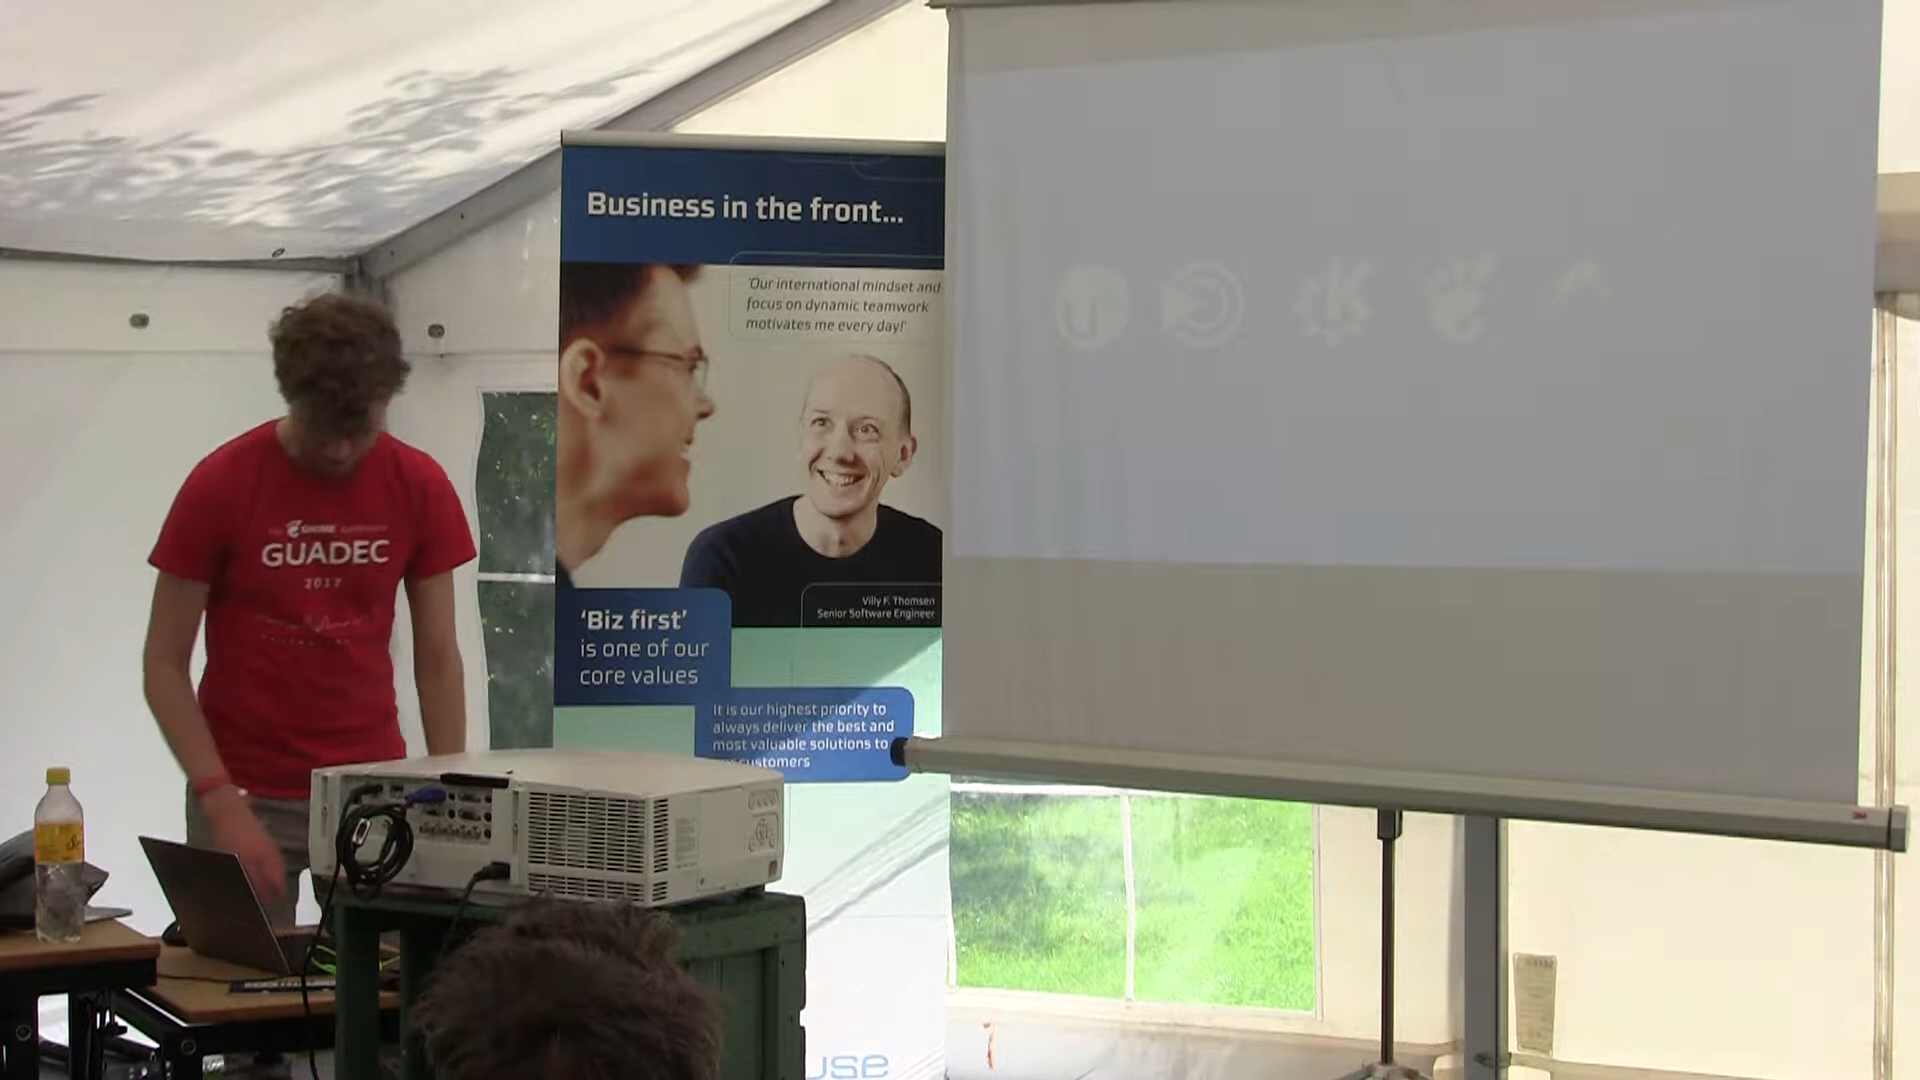 Business in the front...
'Our international mindset and
focus on dynamic teamwork
motivates me every day!'
Villy F. Thomsen
Senior Software Engineer
'Biz first'
is one of our
core values
It is our highest priority to
always deliver the best and
most valuable solutions to
customers
GNOME
GUADEC
2017